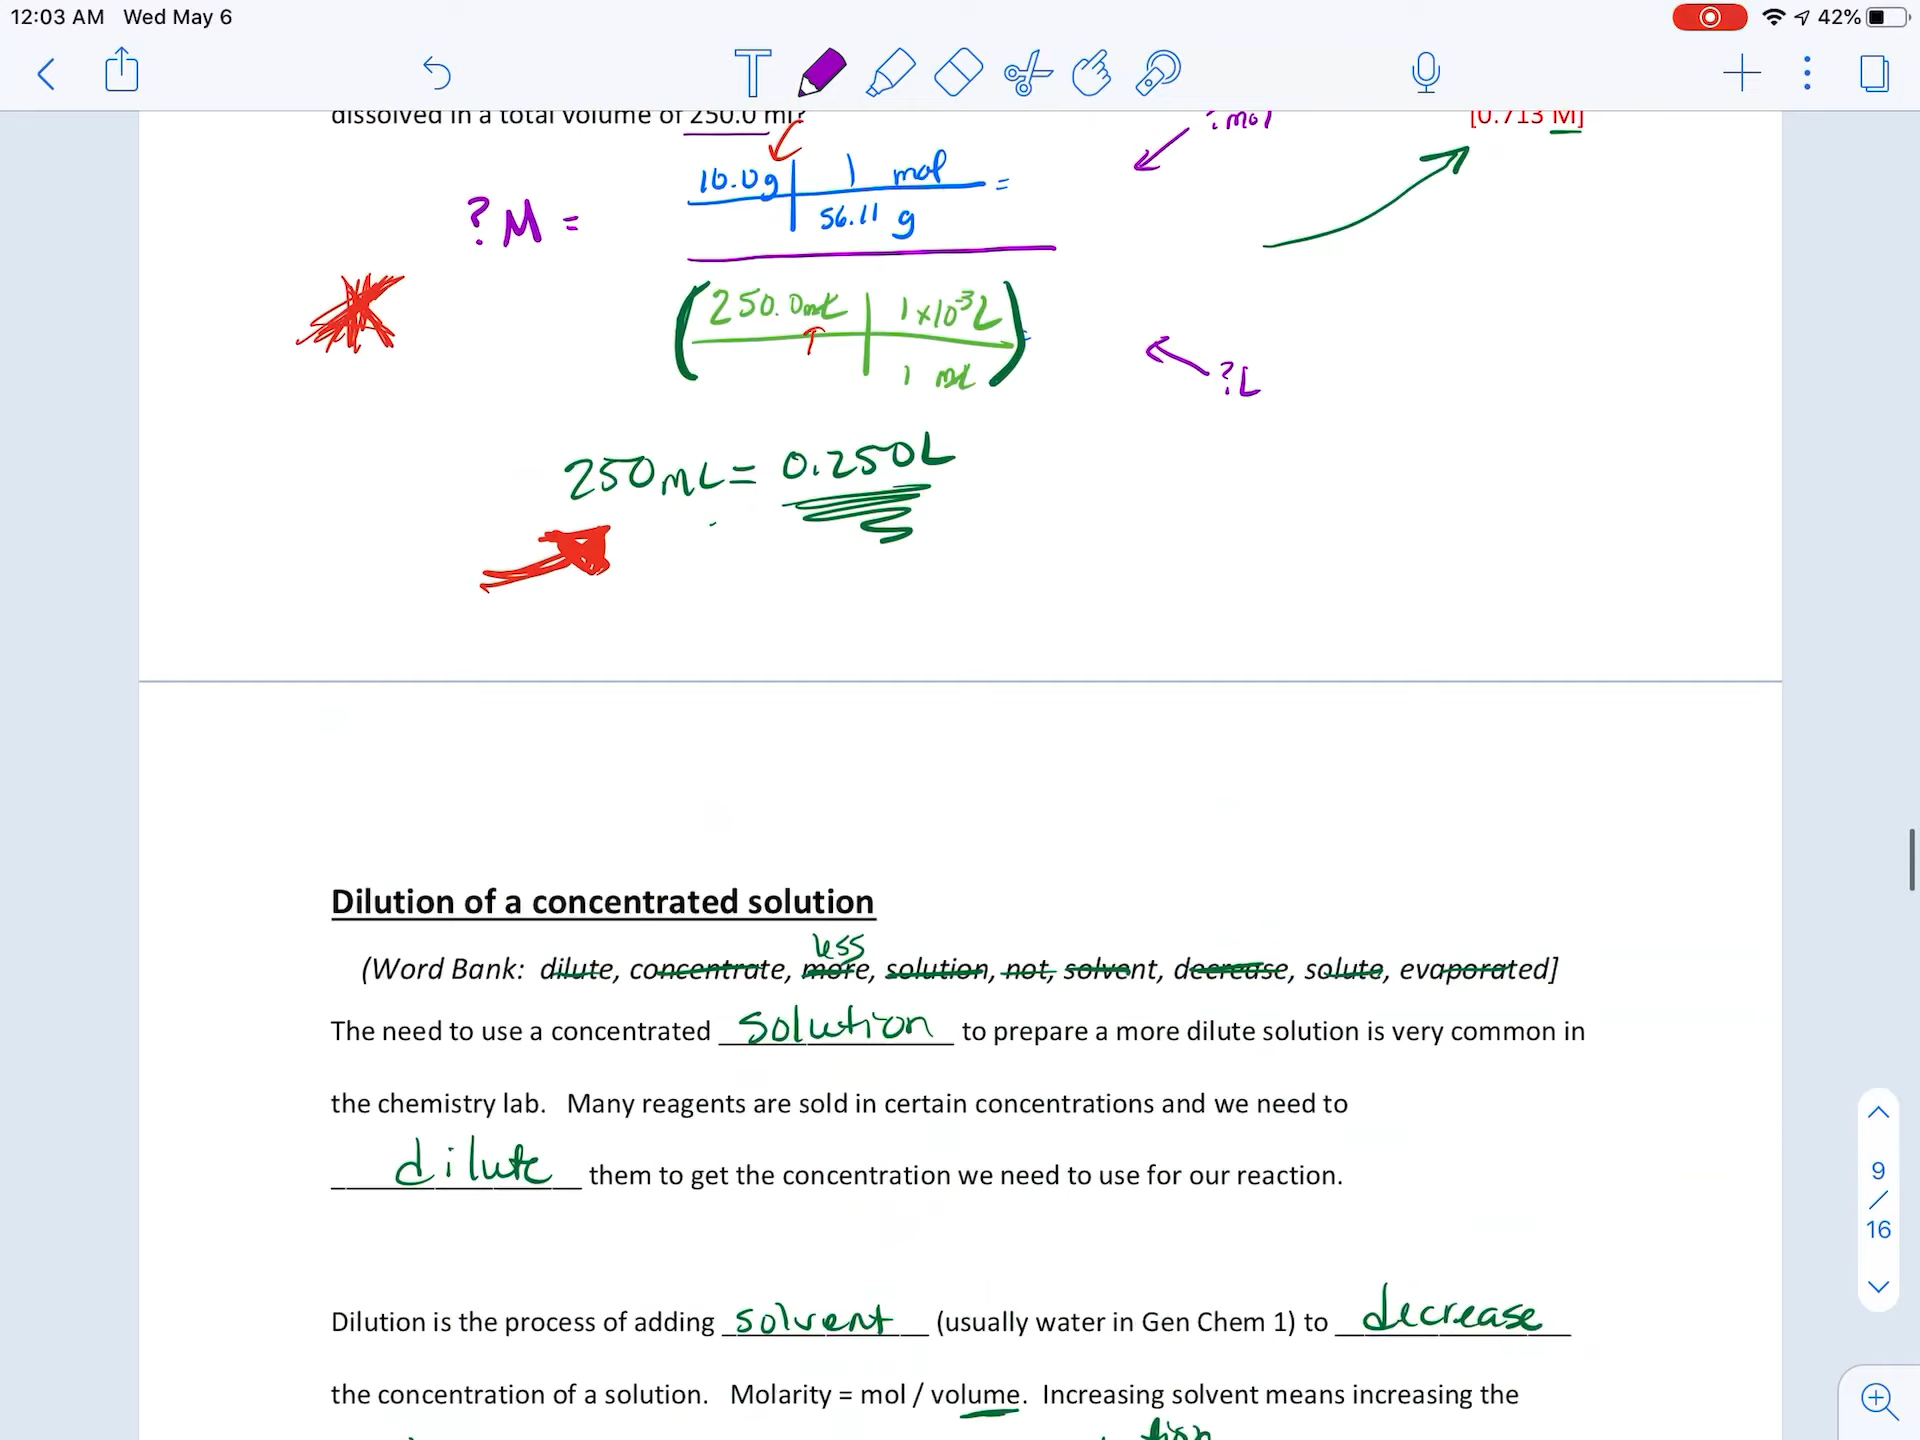 12:03 AM Wed May 6
42%
T
dissolved in a total volume of 250.0 ml?
?mol
[0.713 M]
10.0g 1 mol =
56.11 g
?M =
250.0mL 1x10-3L
1 mL
?L
250mL = 0.250L
Dilution of a concentrated solution
less
(Word Bank: dilute, concentrate, more, solution, not, solvent, decrease, solute, evaporated]
The need to use a concentrated solution to prepare a more dilute solution is very common in
the chemistry lab. Many reagents are sold in certain concentrations and we need to
dilute them to get the concentration we need to use for our reaction.
9
/
16
Dilution is the process of adding solvent (usually water in Gen Chem 1) to decrease
the concentration of a solution. Molarity = mol / volume. Increasing solvent means increasing the